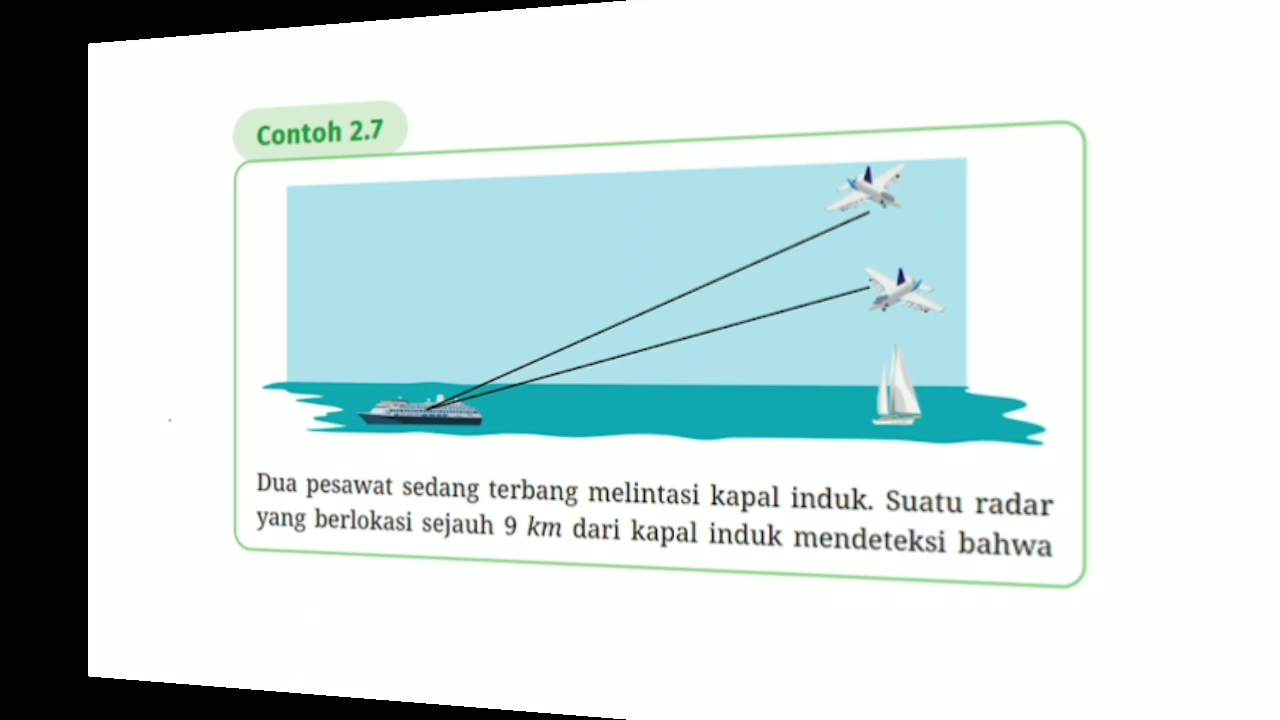 Contoh 2.7
Dua pesawat sedang terbang melintasi kapal induk. Suatu radar
yang berlokasi sejauh 9 km dari kapal induk mendeteksi bahwa